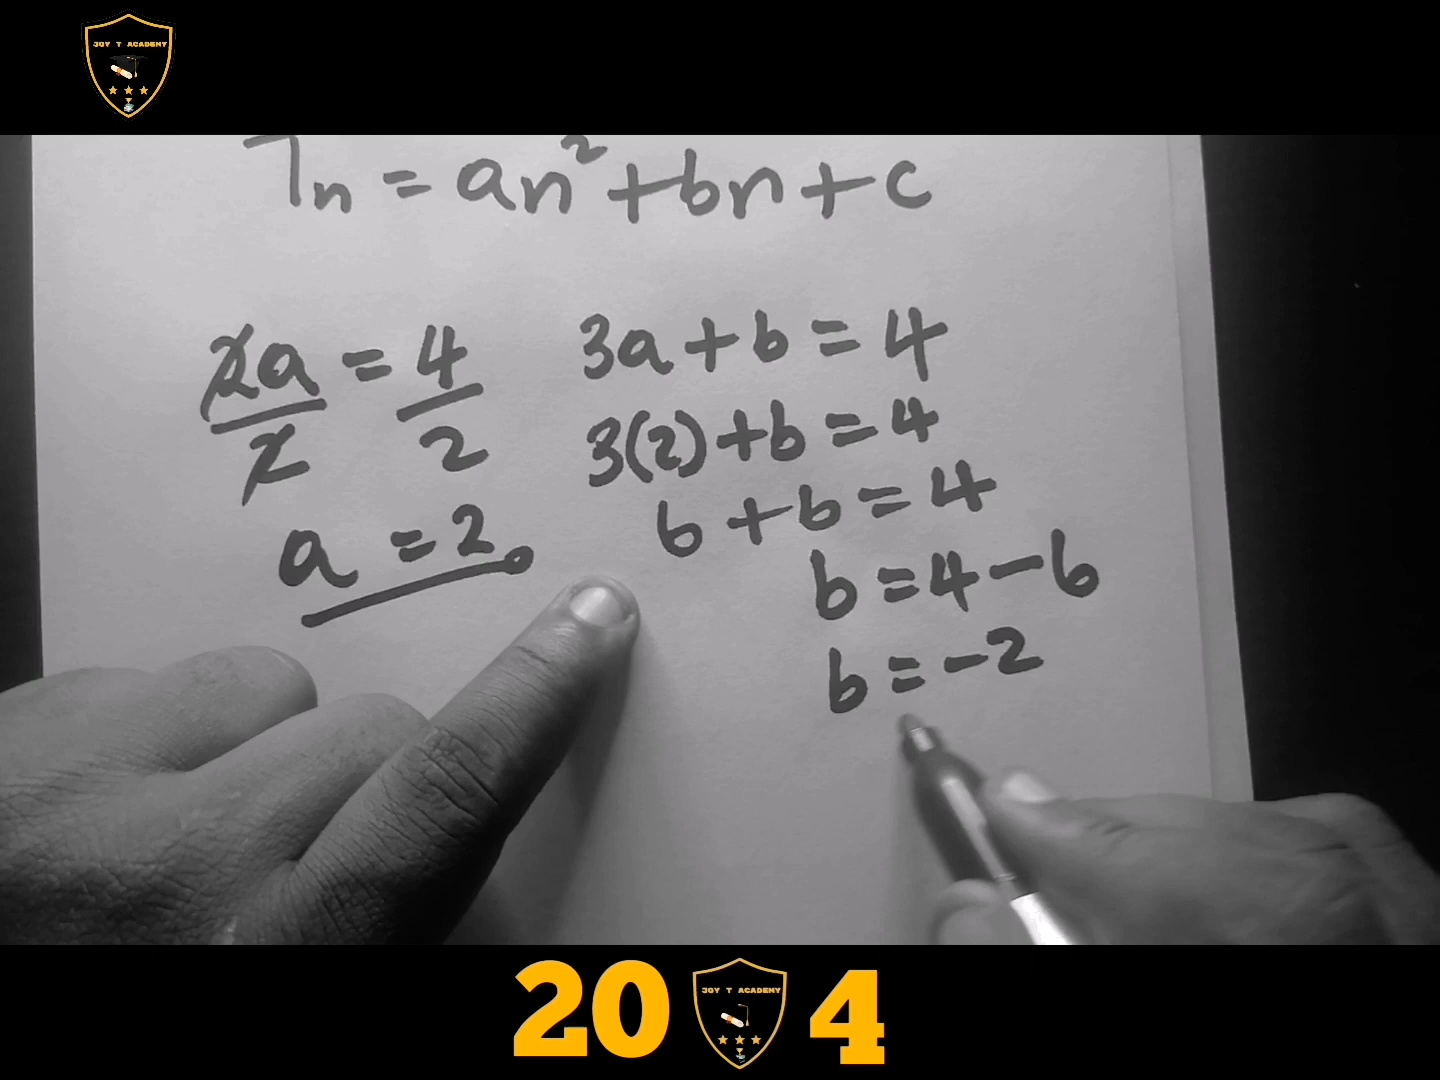 JOY T ACADEMY
Tn = an² + bn + c
2a = 4
2 2
a = 2
3a + b = 4
3(2) + b = 4
6 + b = 4
b = 4 - 6
b = -2
20 4
JOY T ACADEMY